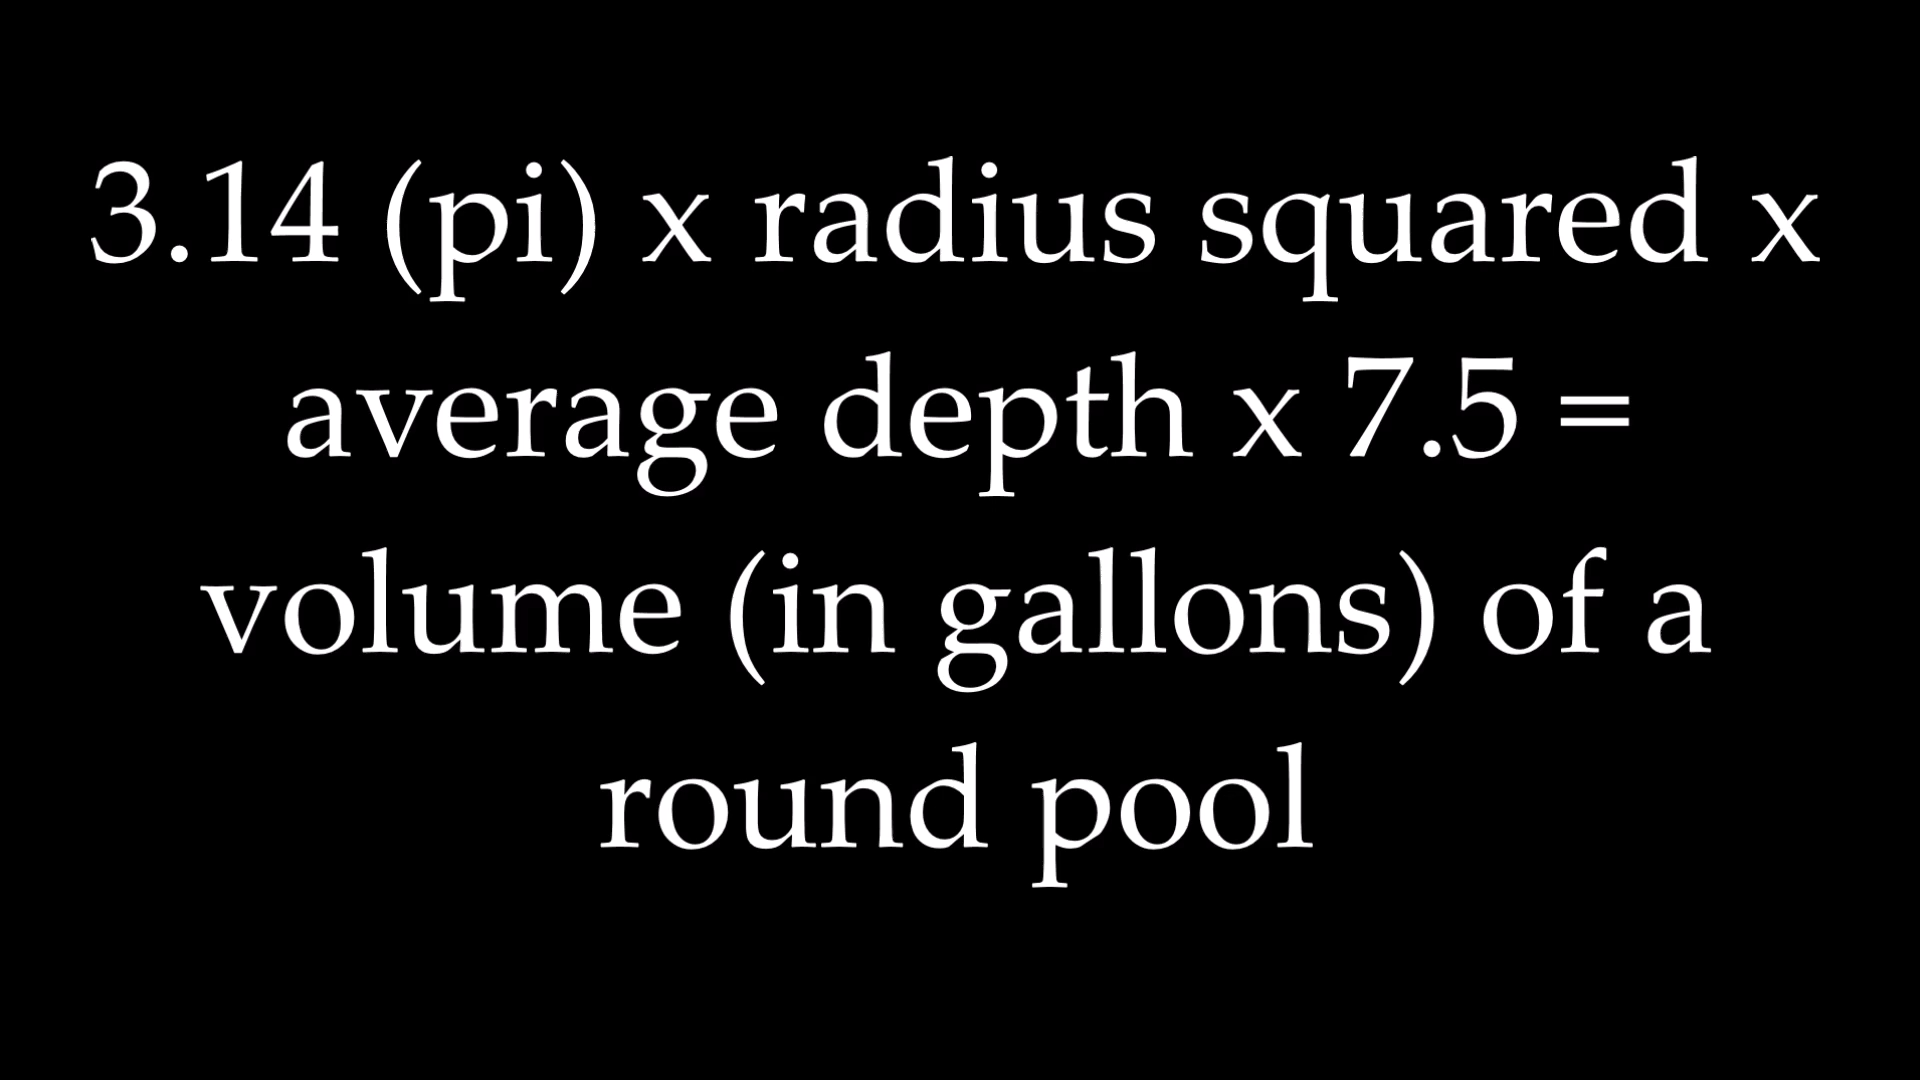 3.14 (pi) x radius squared x
average depth x 7.5 =
volume (in gallons) of a
round pool